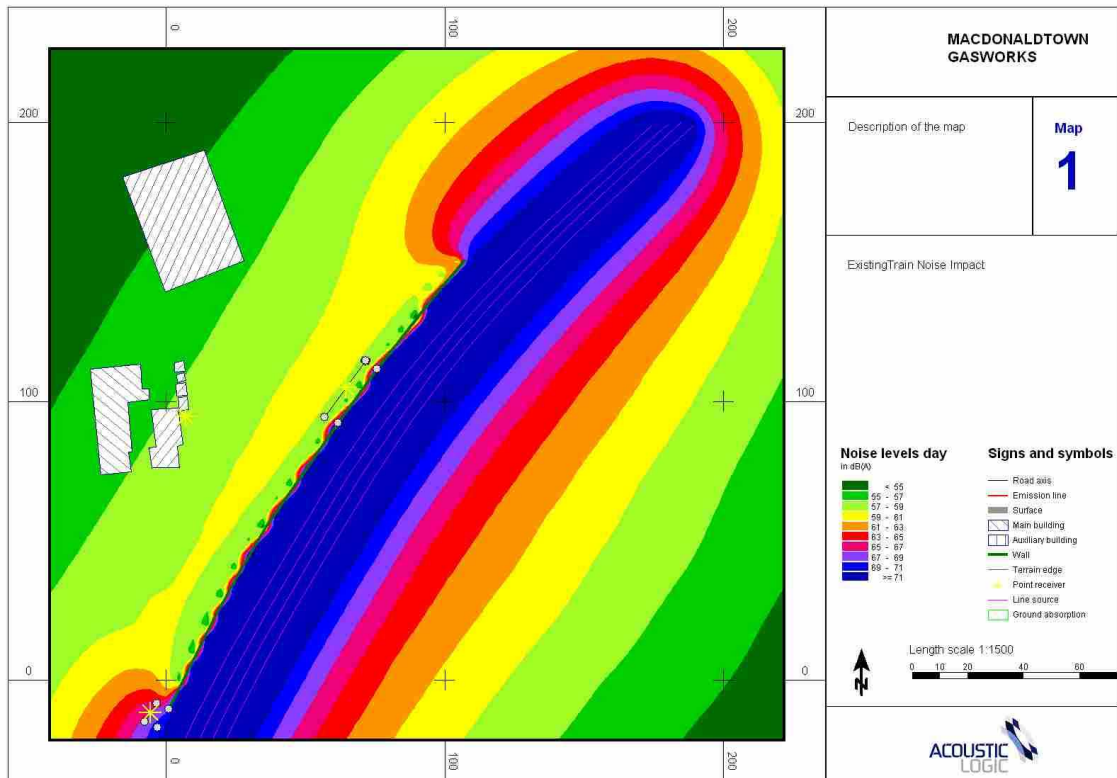 0
100
200
MACDONALDTOWN
GASWORKS
Description of the map
Map
1
ExistingTrain Noise Impact
200
200
100
100
0
0
Noise levels day
in dB(A)
< 55
55 - 57
57 - 59
59 - 61
61 - 63
63 - 65
65 - 67
67 - 69
69 - 71
>= 71
Signs and symbols
Road axis
Emission line
Surface
Main building
Auxiliary building
Wall
Terrain edge
Point receiver
Line source
Ground absorption
N
Length scale 1:1500
0 10 20 40 60
0
100
200
ACOUSTIC
LOGIC